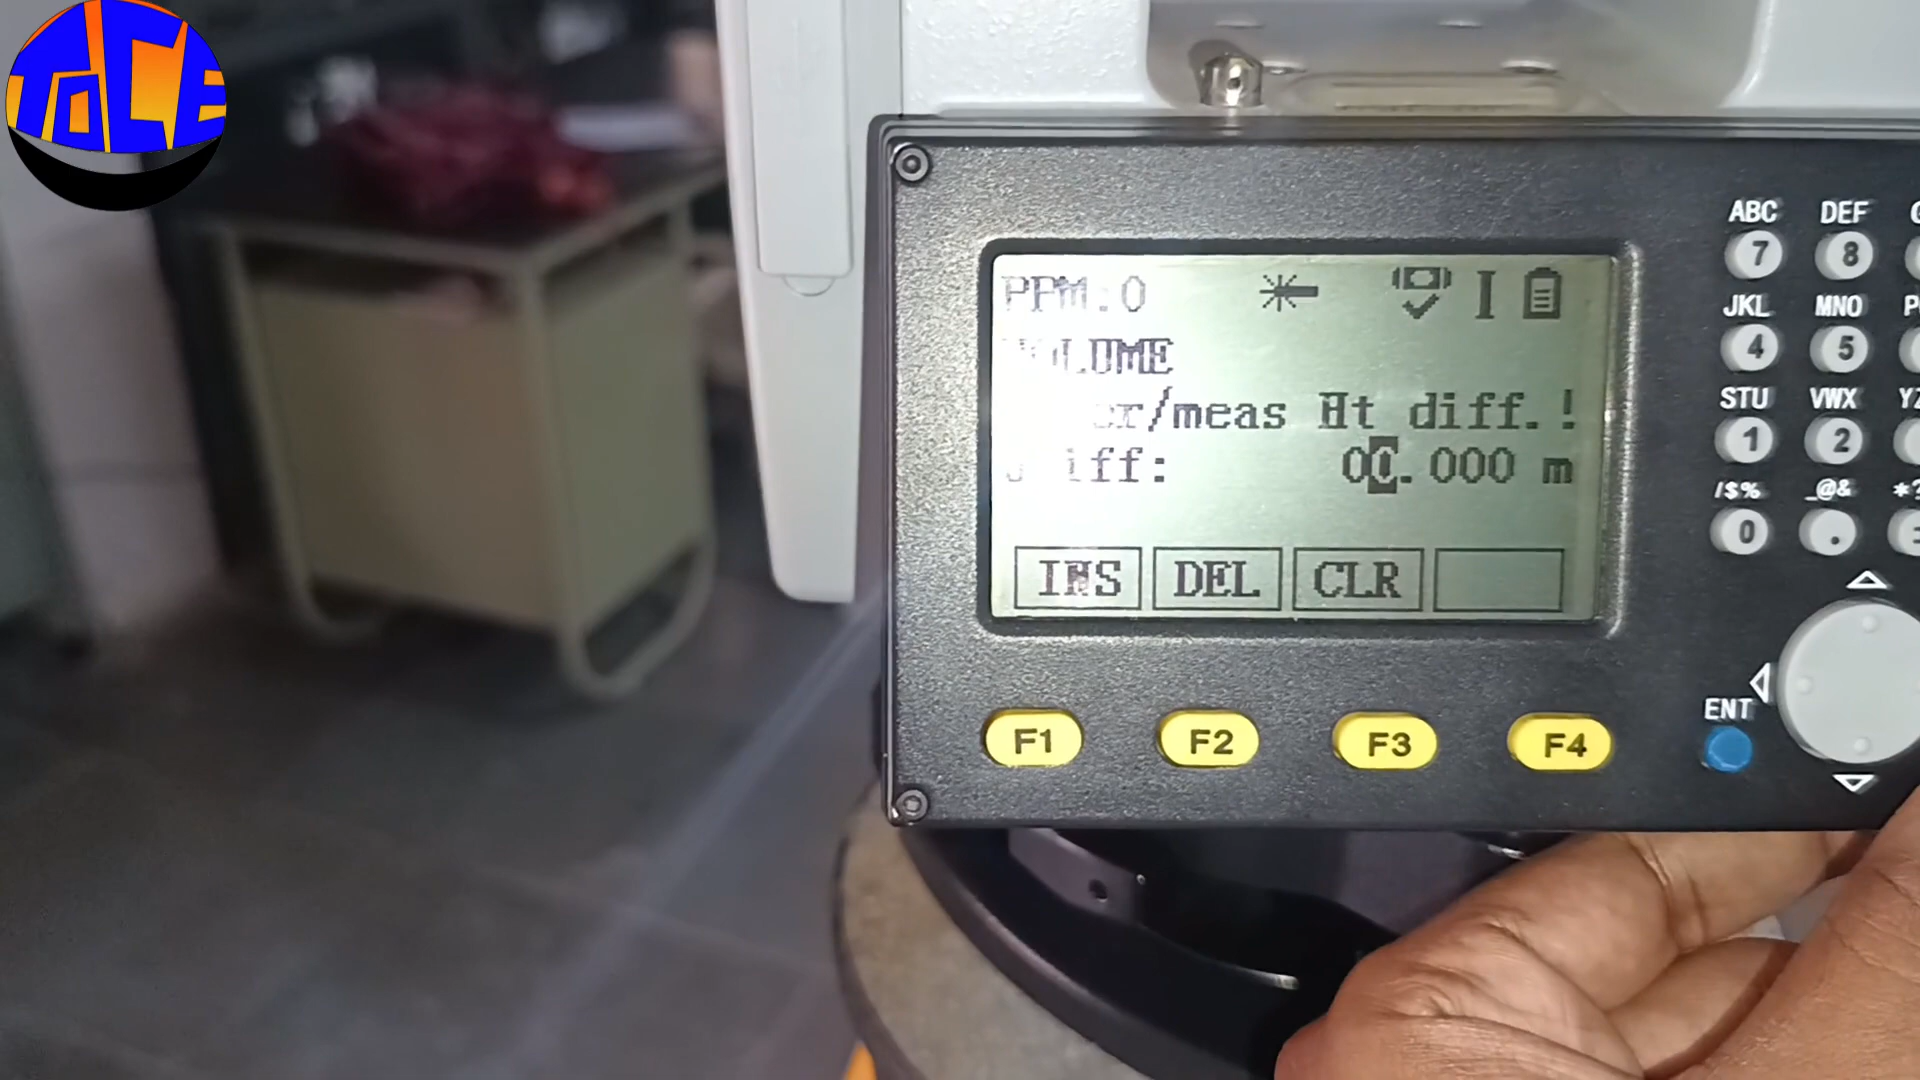 TOCE
PPM:0
VOLUME
/meas Ht diff.!
diff: 00.000 m
INS DEL CLR
F1 F2 F3 F4
ABC DEF
7 8
JKL MNO
4 5
STU VWX
1 2
/$% _@&
0 .
ENT